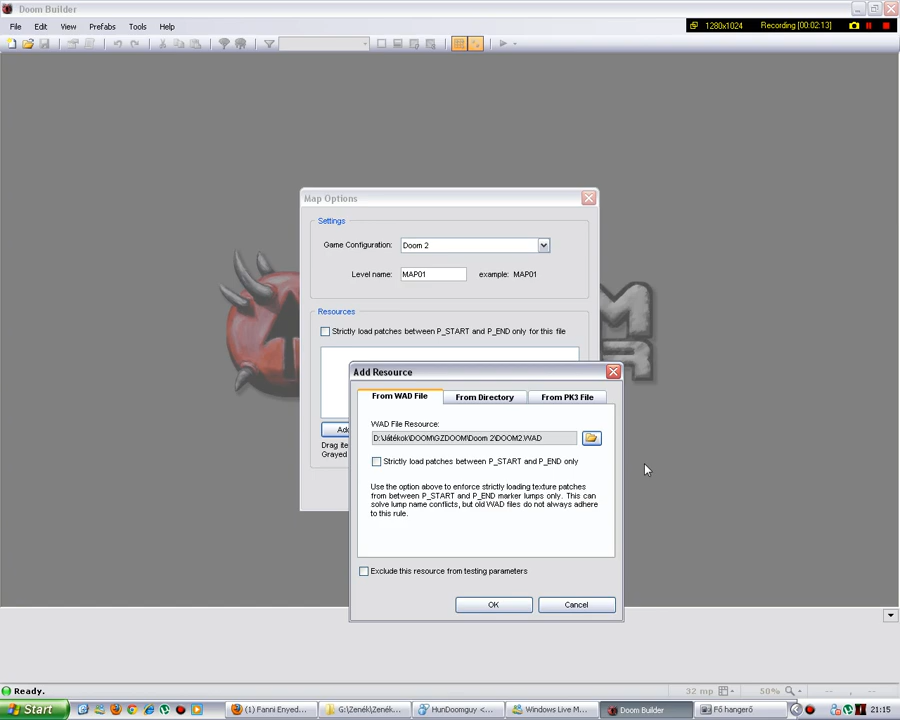 Doom Builder
File Edit View Prefabs Tools Help
1280x1024 Recording [00:02:13]
Map Options
Settings
Game Configuration: Doom 2
Level name: MAP01 example: MAP01
Resources
Strictly load patches between P_START and P_END only for this file
Add Resource
From WAD File From Directory From PK3 File
WAD File Resource:
D:\Játékok\DOOM\GZDOOM\Doom 2\DOOM2.WAD
Strictly load patches between P_START and P_END only
Use the option above to enforce strictly loading texture patches
from between P_START and P_END marker lumps only. This can
solve lump name conflicts, but old WAD files do not always adhere
to this rule.
Add
Drag ite
Grayed
Exclude this resource from testing parameters
OK Cancel
Ready. 32 mp 50% -- , --
Start (1) Fanni Enyed... G:\Zenék\Zenék... HunDoomguy <... Windows Live M... Doom Builder Fő hangerő 21:15